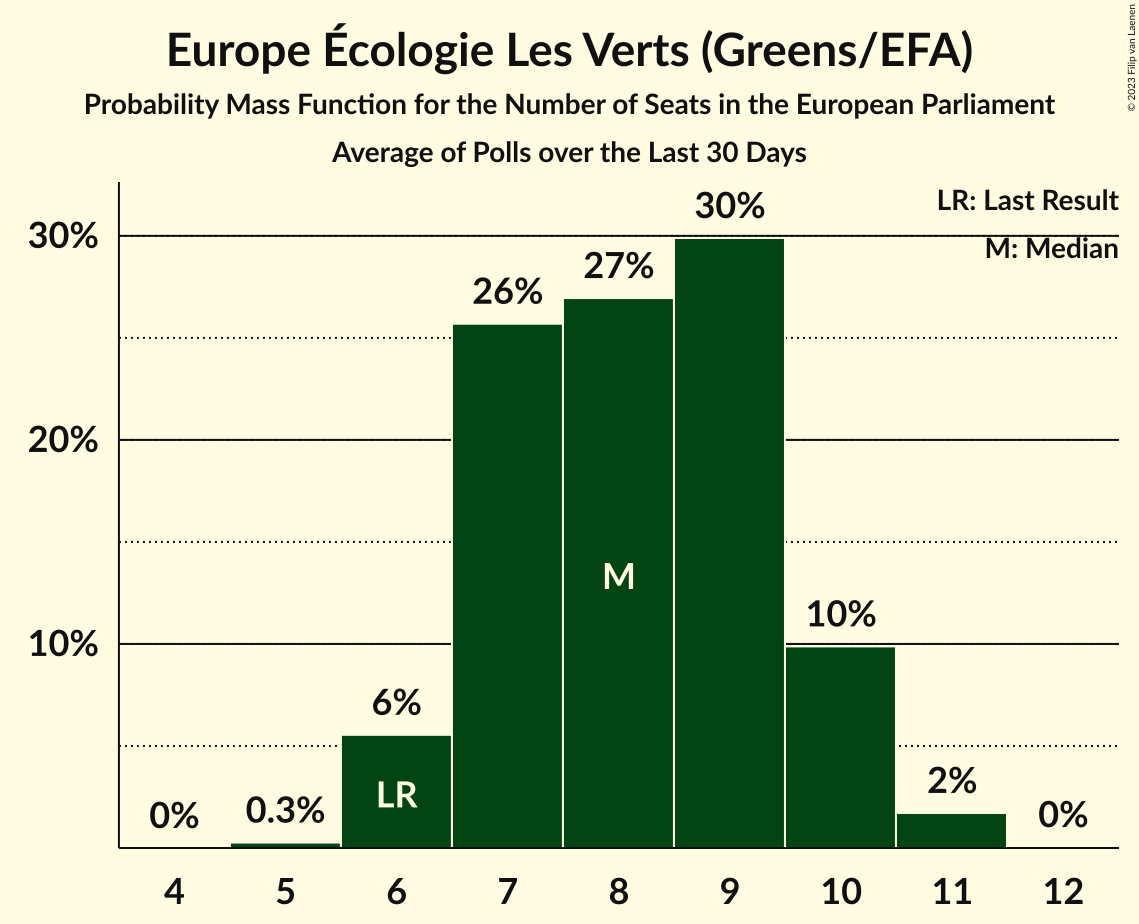 Europe Écologie Les Verts (Greens/EFA)
Probability Mass Function for the Number of Seats in the European Parliament
Average of Polls over the Last 30 Days
© 2023 Filip van Laenen
LR: Last Result
M: Median
30%
20%
10%
0%
0.3%
6%
26%
27%
30%
10%
2%
0%
LR
M
4 5 6 7 8 9 10 11 12